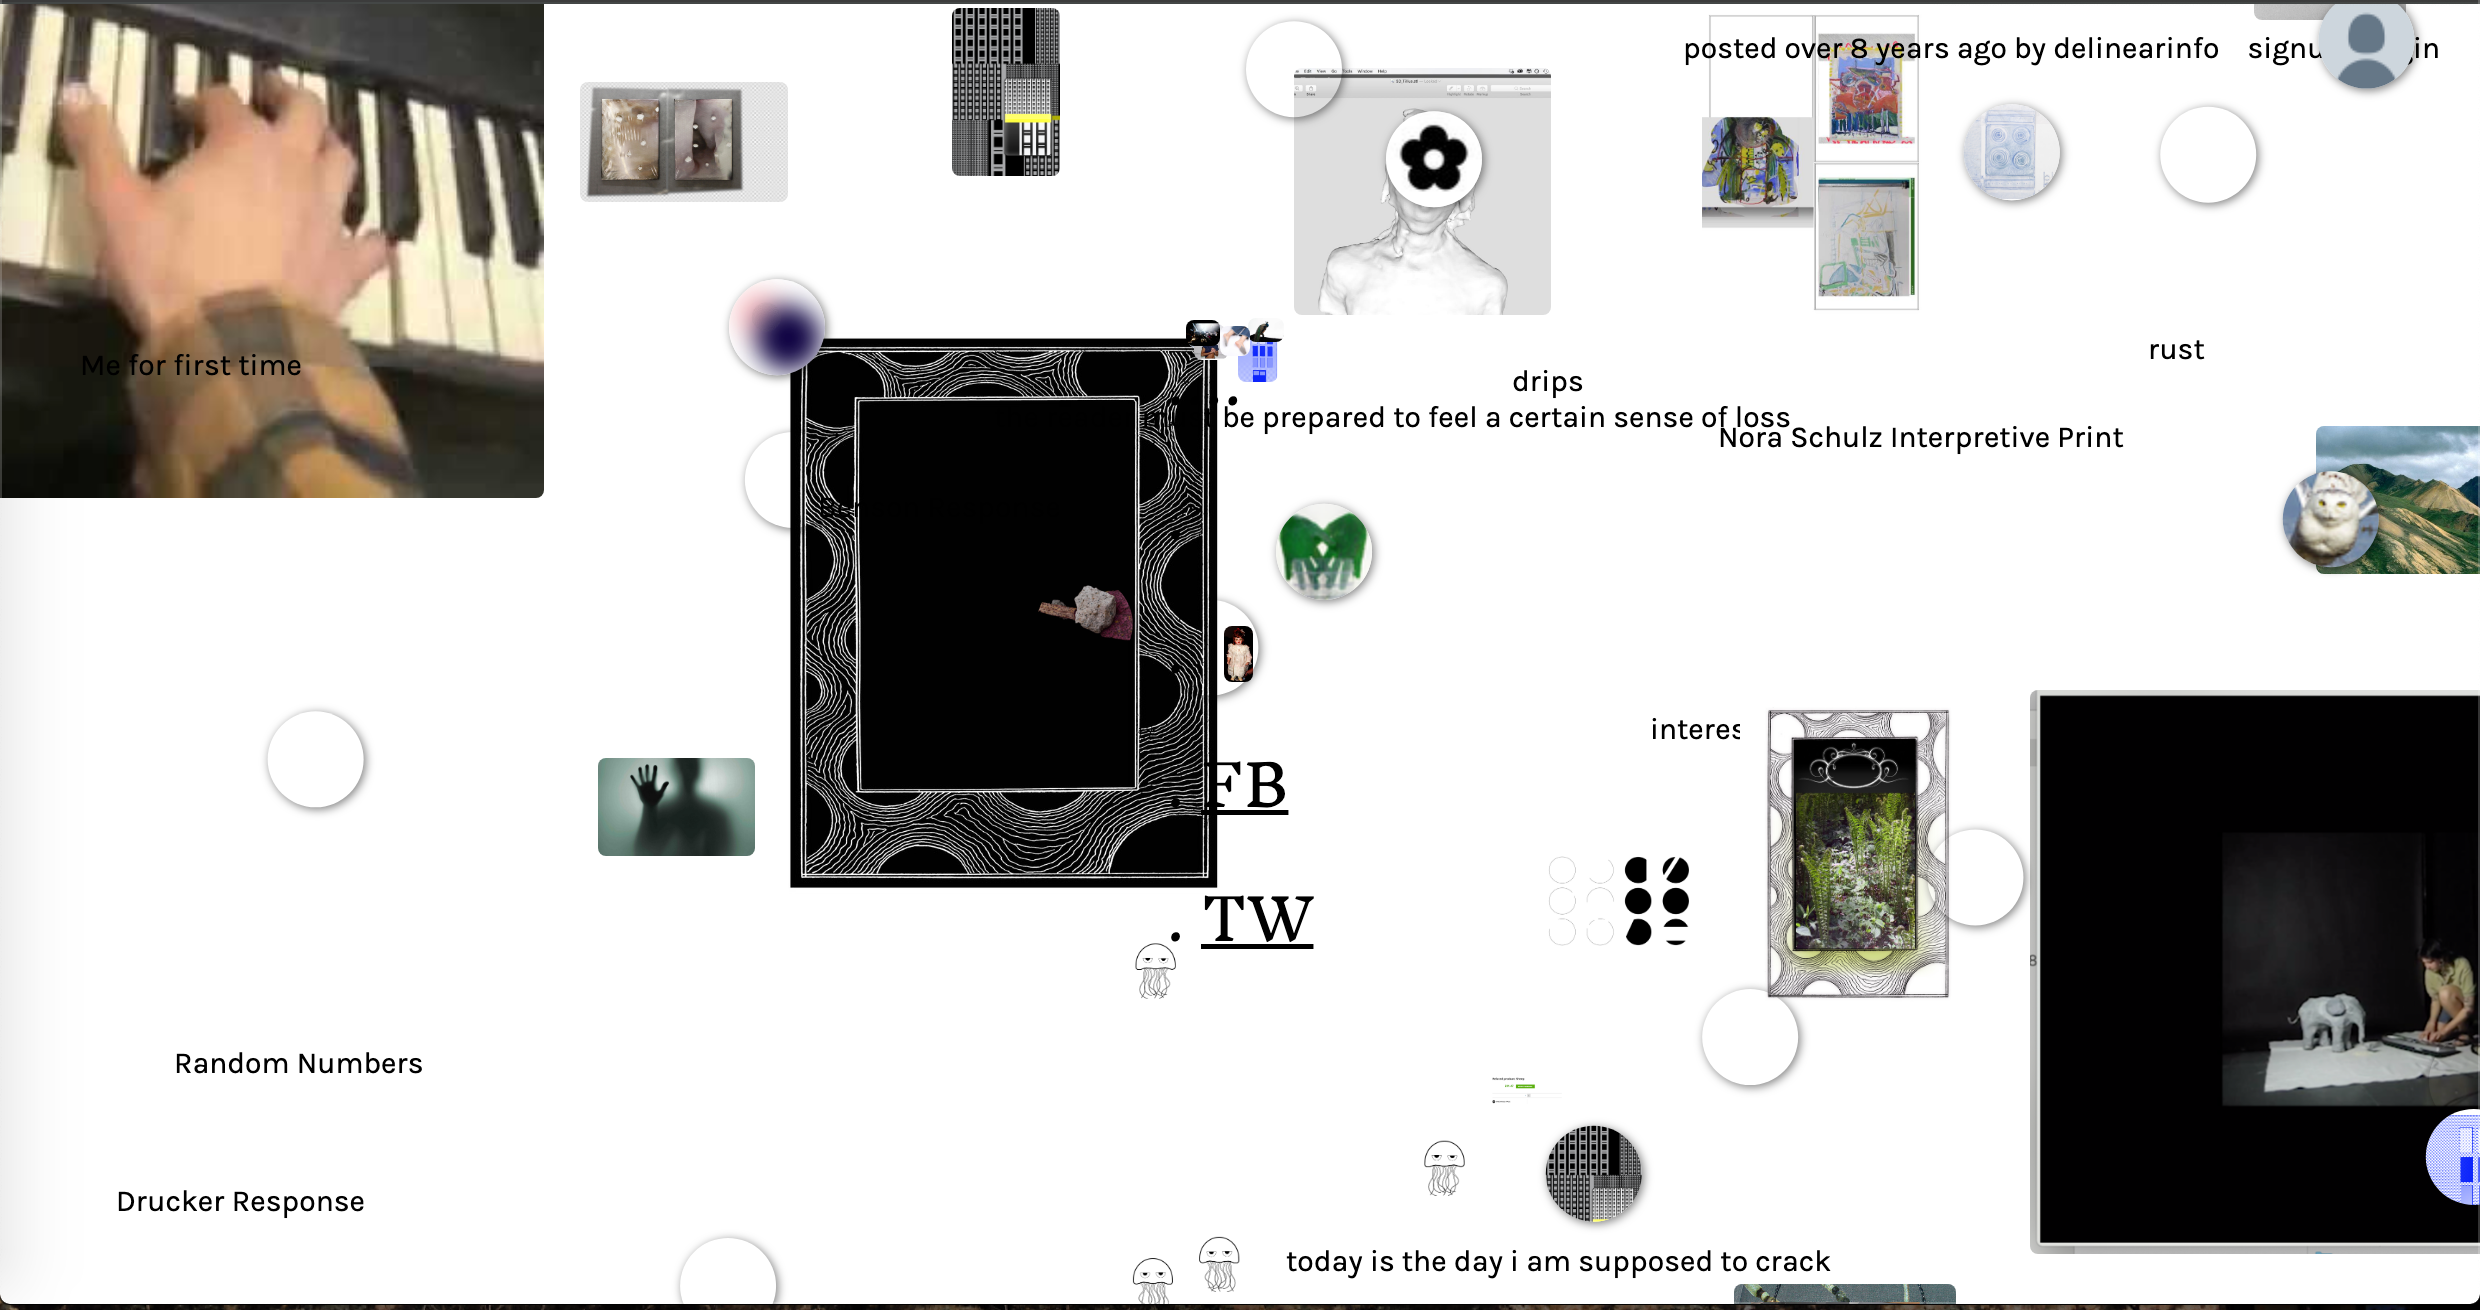 posted over 8 years ago by delinearinfo
signu in
Me for first time
rust
drips
be prepared to feel a certain sense of loss
Nora Schulz Interpretive Print
interes
. FB
. TW
Random Numbers
Drucker Response
today is the day i am supposed to crack